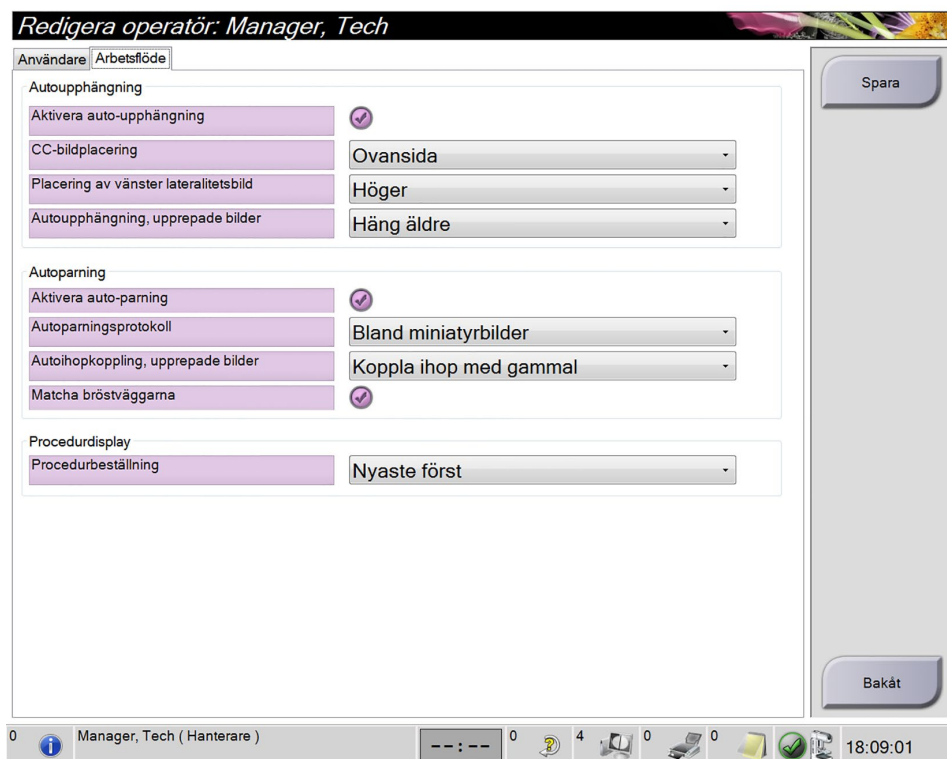 Redigera operatör: Manager, Tech
Användare Arbetsflöde
Spara
Autoupphängning
Aktivera auto-upphängning
CC-bildplacering Ovansida
Placering av vänster lateralitetsbild Höger
Autoupphängning, upprepade bilder Häng äldre
Autoparning
Aktivera auto-parning
Autoparningsprotokoll Bland miniatyrbilder
Autoihopkoppling, upprepade bilder Koppla ihop med gammal
Matcha bröstväggarna
Procedurdisplay
Procedurbeställning Nyaste först
Bakåt
0 Manager, Tech ( Hanterare ) --:-- 0 4 0 0 18:09:01